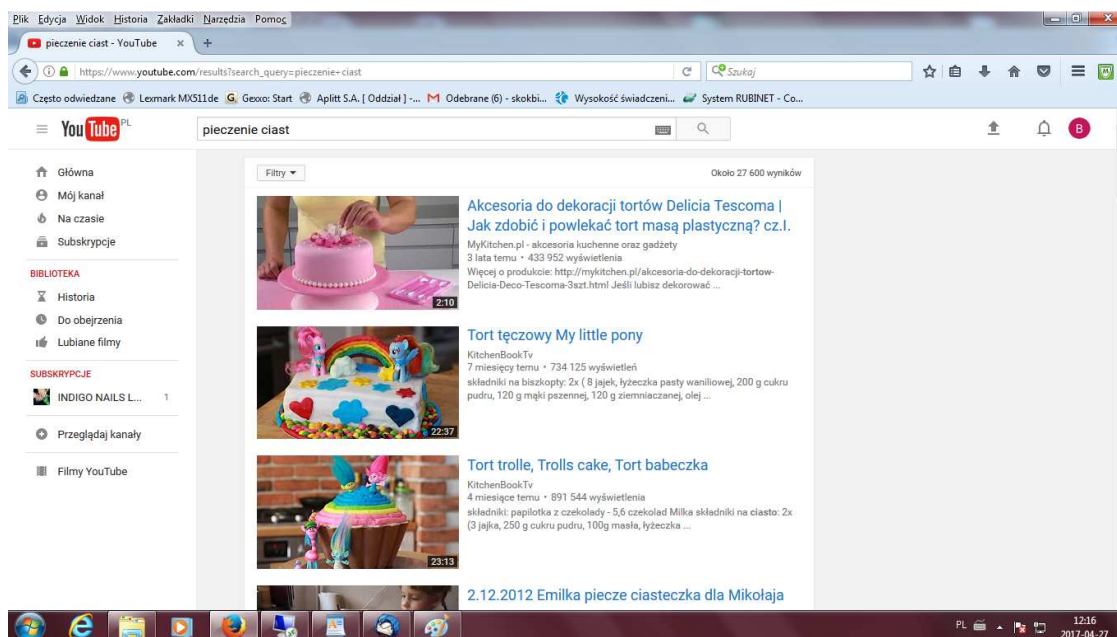 Plik Edycja Widok Historia Zakładki Narzędzia Pomoc
pieczenie ciast - YouTube
https://www.youtube.com/results?search_query=pieczenie+ciast
Szukaj
Często odwiedzane Lexmark MX511de Gexxo: Start Aplitt S.A. [ Oddział ] -... Odebrane (6) - skokbi... Wysokość świadczeni... System RUBINET - Co...
YouTube PL
pieczenie ciast
B
Główna
Mój kanał
Na czasie
Subskrypcje
BIBLIOTEKA
Historia
Do obejrzenia
Lubiane filmy
SUBSKRYPCJE
INDIGO NAILS L... 1
Przeglądaj kanały
Filmy YouTube
Filtry
Około 27 600 wyników
Akcesoria do dekoracji tortów Delicia Tescoma |
Jak zdobić i powlekać tort masą plastyczną? cz.I.
MyKitchen.pl - akcesoria kuchenne oraz gadżety
3 lata temu • 433 952 wyświetlenia
Więcej o produkcie: http://mykitchen.pl/akcesoria-do-dekoracji-tortow-
Delicia-Deco-Tescoma-3szt.html Jeśli lubisz dekorować ...
2:10
Tort tęczowy My little pony
KitchenBookTv
7 miesięcy temu • 734 125 wyświetleń
składniki na biszkopty: 2x ( 8 jajek, łyżeczka pasty waniliowej, 200 g cukru
pudru, 120 g mąki pszennej, 120 g ziemniaczanej, olej ...
22:37
Tort trolle, Trolls cake, Tort babeczka
KitchenBookTv
4 miesiące temu • 891 544 wyświetlenia
składniki: papilotka z czekolady - 5,6 czekolad Milka składniki na ciasto: 2x
(3 jajka, 250 g cukru pudru, 100g masła, łyżeczka ...
23:13
2.12.2012 Emilka piecze ciasteczka dla Mikołaja
PL
12:16
2017-04-27